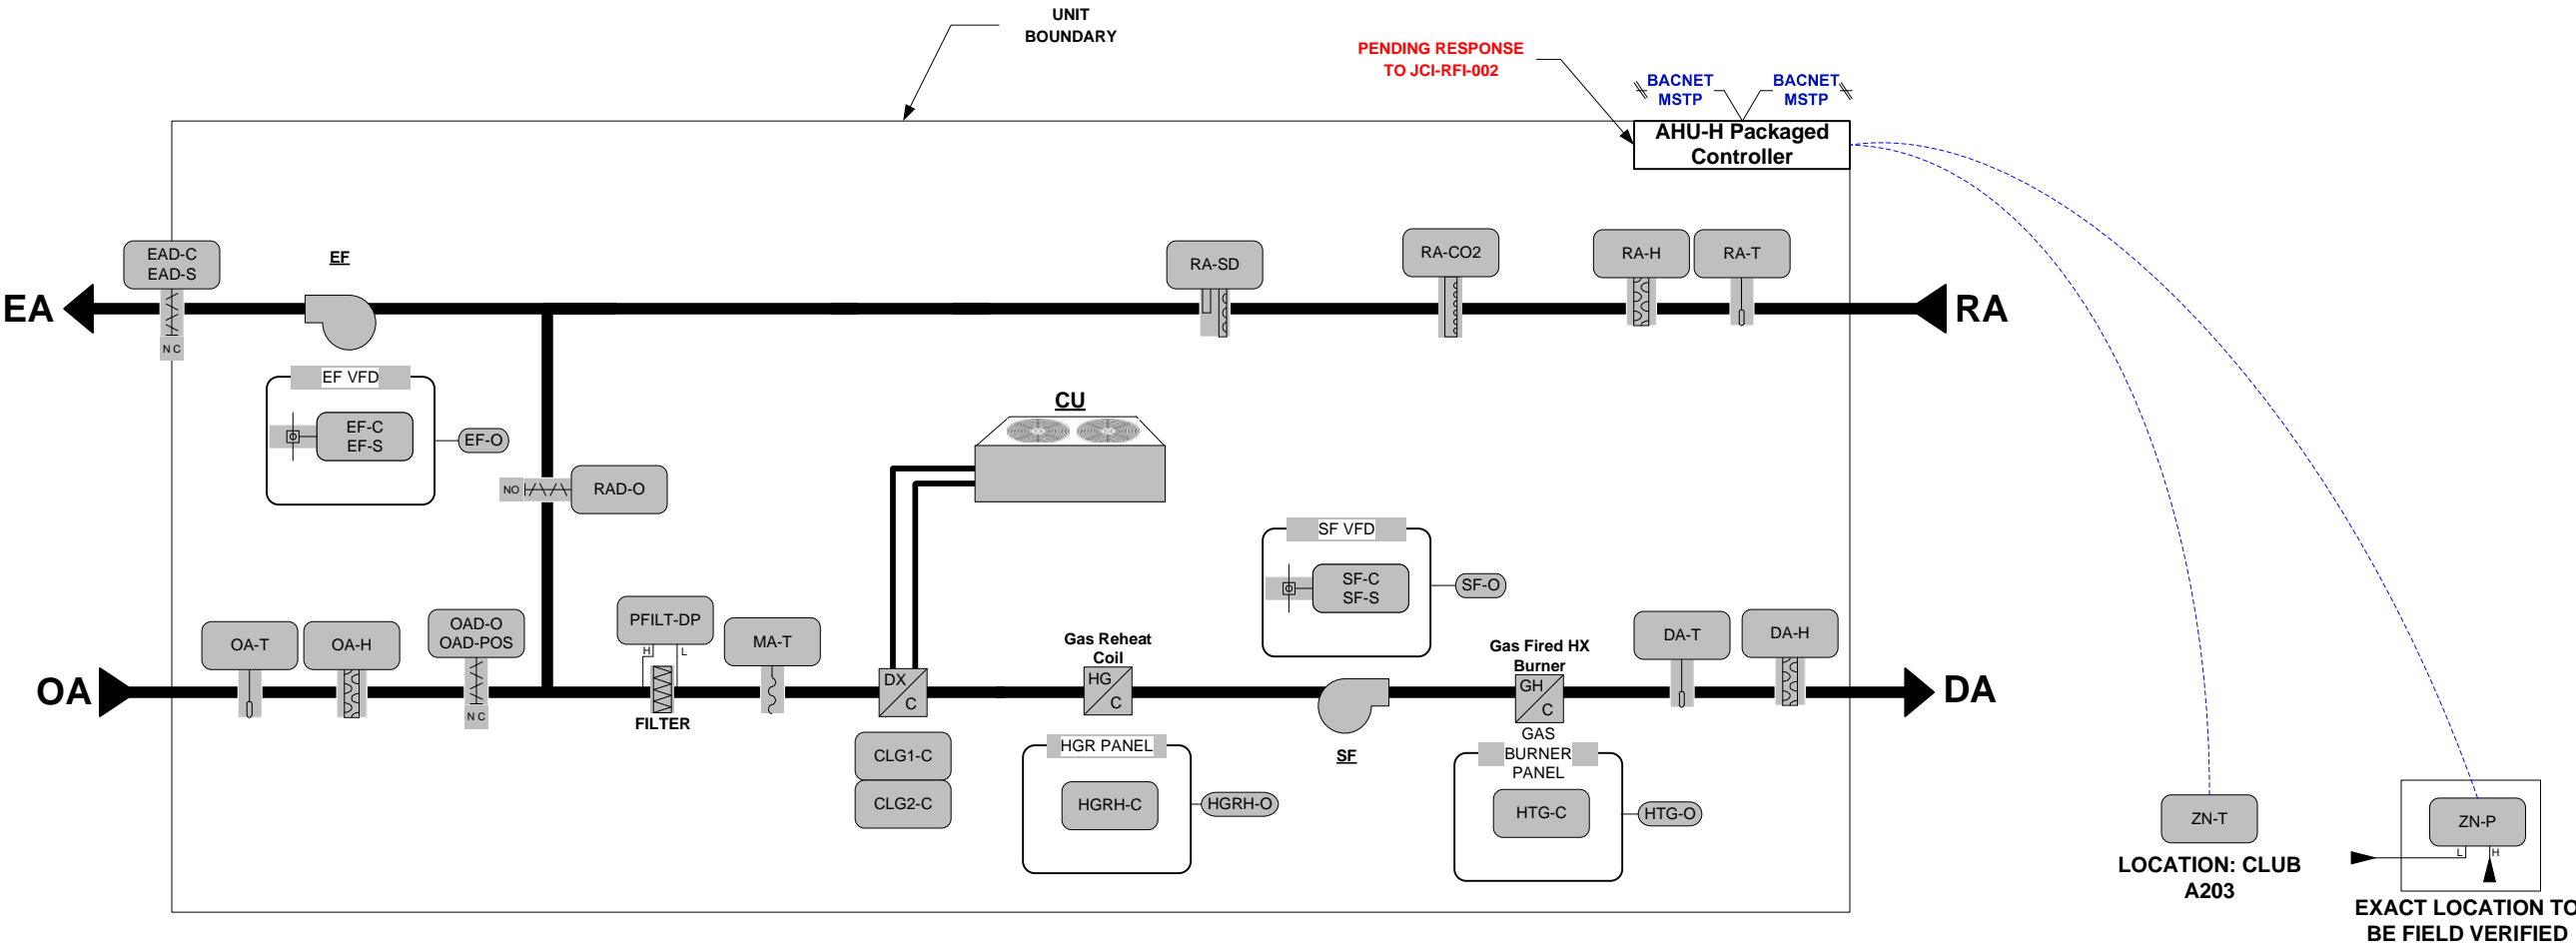 UNIT
BOUNDARY
PENDING RESPONSE
TO JCI-RFI-002
BACNET
MSTP
BACNET
MSTP
AHU-H Packaged
Controller
EAD-C
EAD-S
NC
EF
RA-SD
RA-CO2
RA-H
RA-T
EA
RA
EF VFD
EF-C
EF-S
EF-O
CU
NO
RAD-O
SF VFD
SF-C
SF-S
SF-O
OA-T
OA-H
OAD-O
OAD-POS
NC
PFILT-DP
H
L
FILTER
MA-T
Gas Reheat
Coil
Gas Fired HX
Burner
DA-T
DA-H
OA
DX
C
HG
C
GH
C
DA
SF
CLG1-C
CLG2-C
HGR PANEL
HGRH-C
HGRH-O
GAS
BURNER
PANEL
HTG-C
HTG-O
ZN-T
LOCATION: CLUB
A203
ZN-P
L
H
EXACT LOCATION TO
BE FIELD VERIFIED